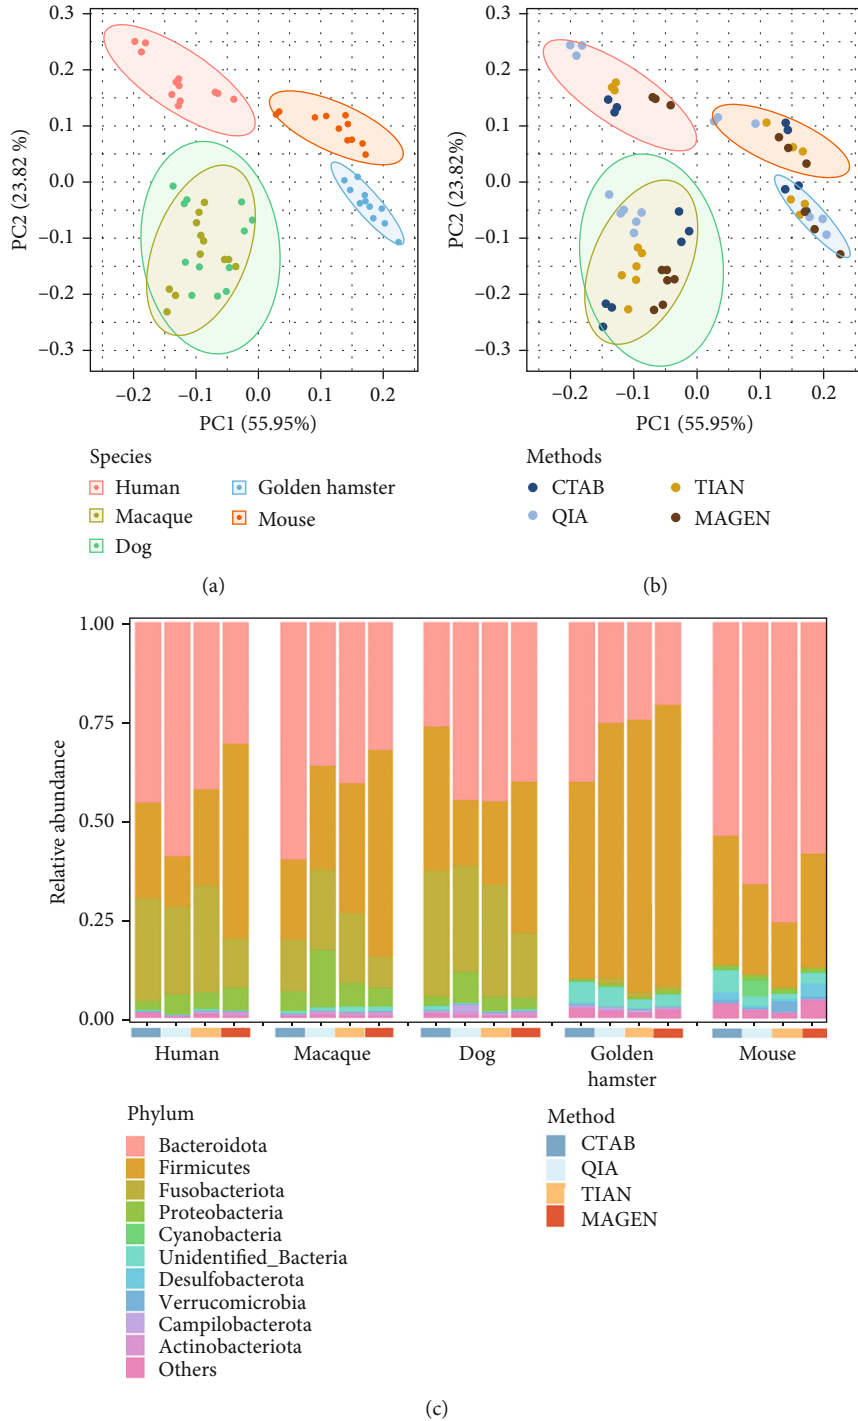 0.3
0.2
0.1
0.0
−0.1
−0.2
−0.3
PC2 (23.82 %)
−0.2 −0.1 0.0 0.1 0.2
PC1 (55.95%)
Species
Human
Macaque
Dog
Golden hamster
Mouse
(a)
0.3
0.2
0.1
0.0
−0.1
−0.2
−0.3
PC2 (23.82%)
−0.2 −0.1 0.0 0.1 0.2
PC1 (55.95%)
Methods
CTAB
QIA
TIAN
MAGEN
(b)
1.00
0.75
0.50
0.25
0.00
Relative abundance
Human Macaque Dog Golden Mouse
hamster
Phylum
Bacteroidota
Firmicutes
Fusobacteriota
Proteobacteria
Cyanobacteria
Unidentified_Bacteria
Desulfobacterota
Verrucomicrobia
Campilobacterota
Actinobacteriota
Others
Method
CTAB
QIA
TIAN
MAGEN
(c)